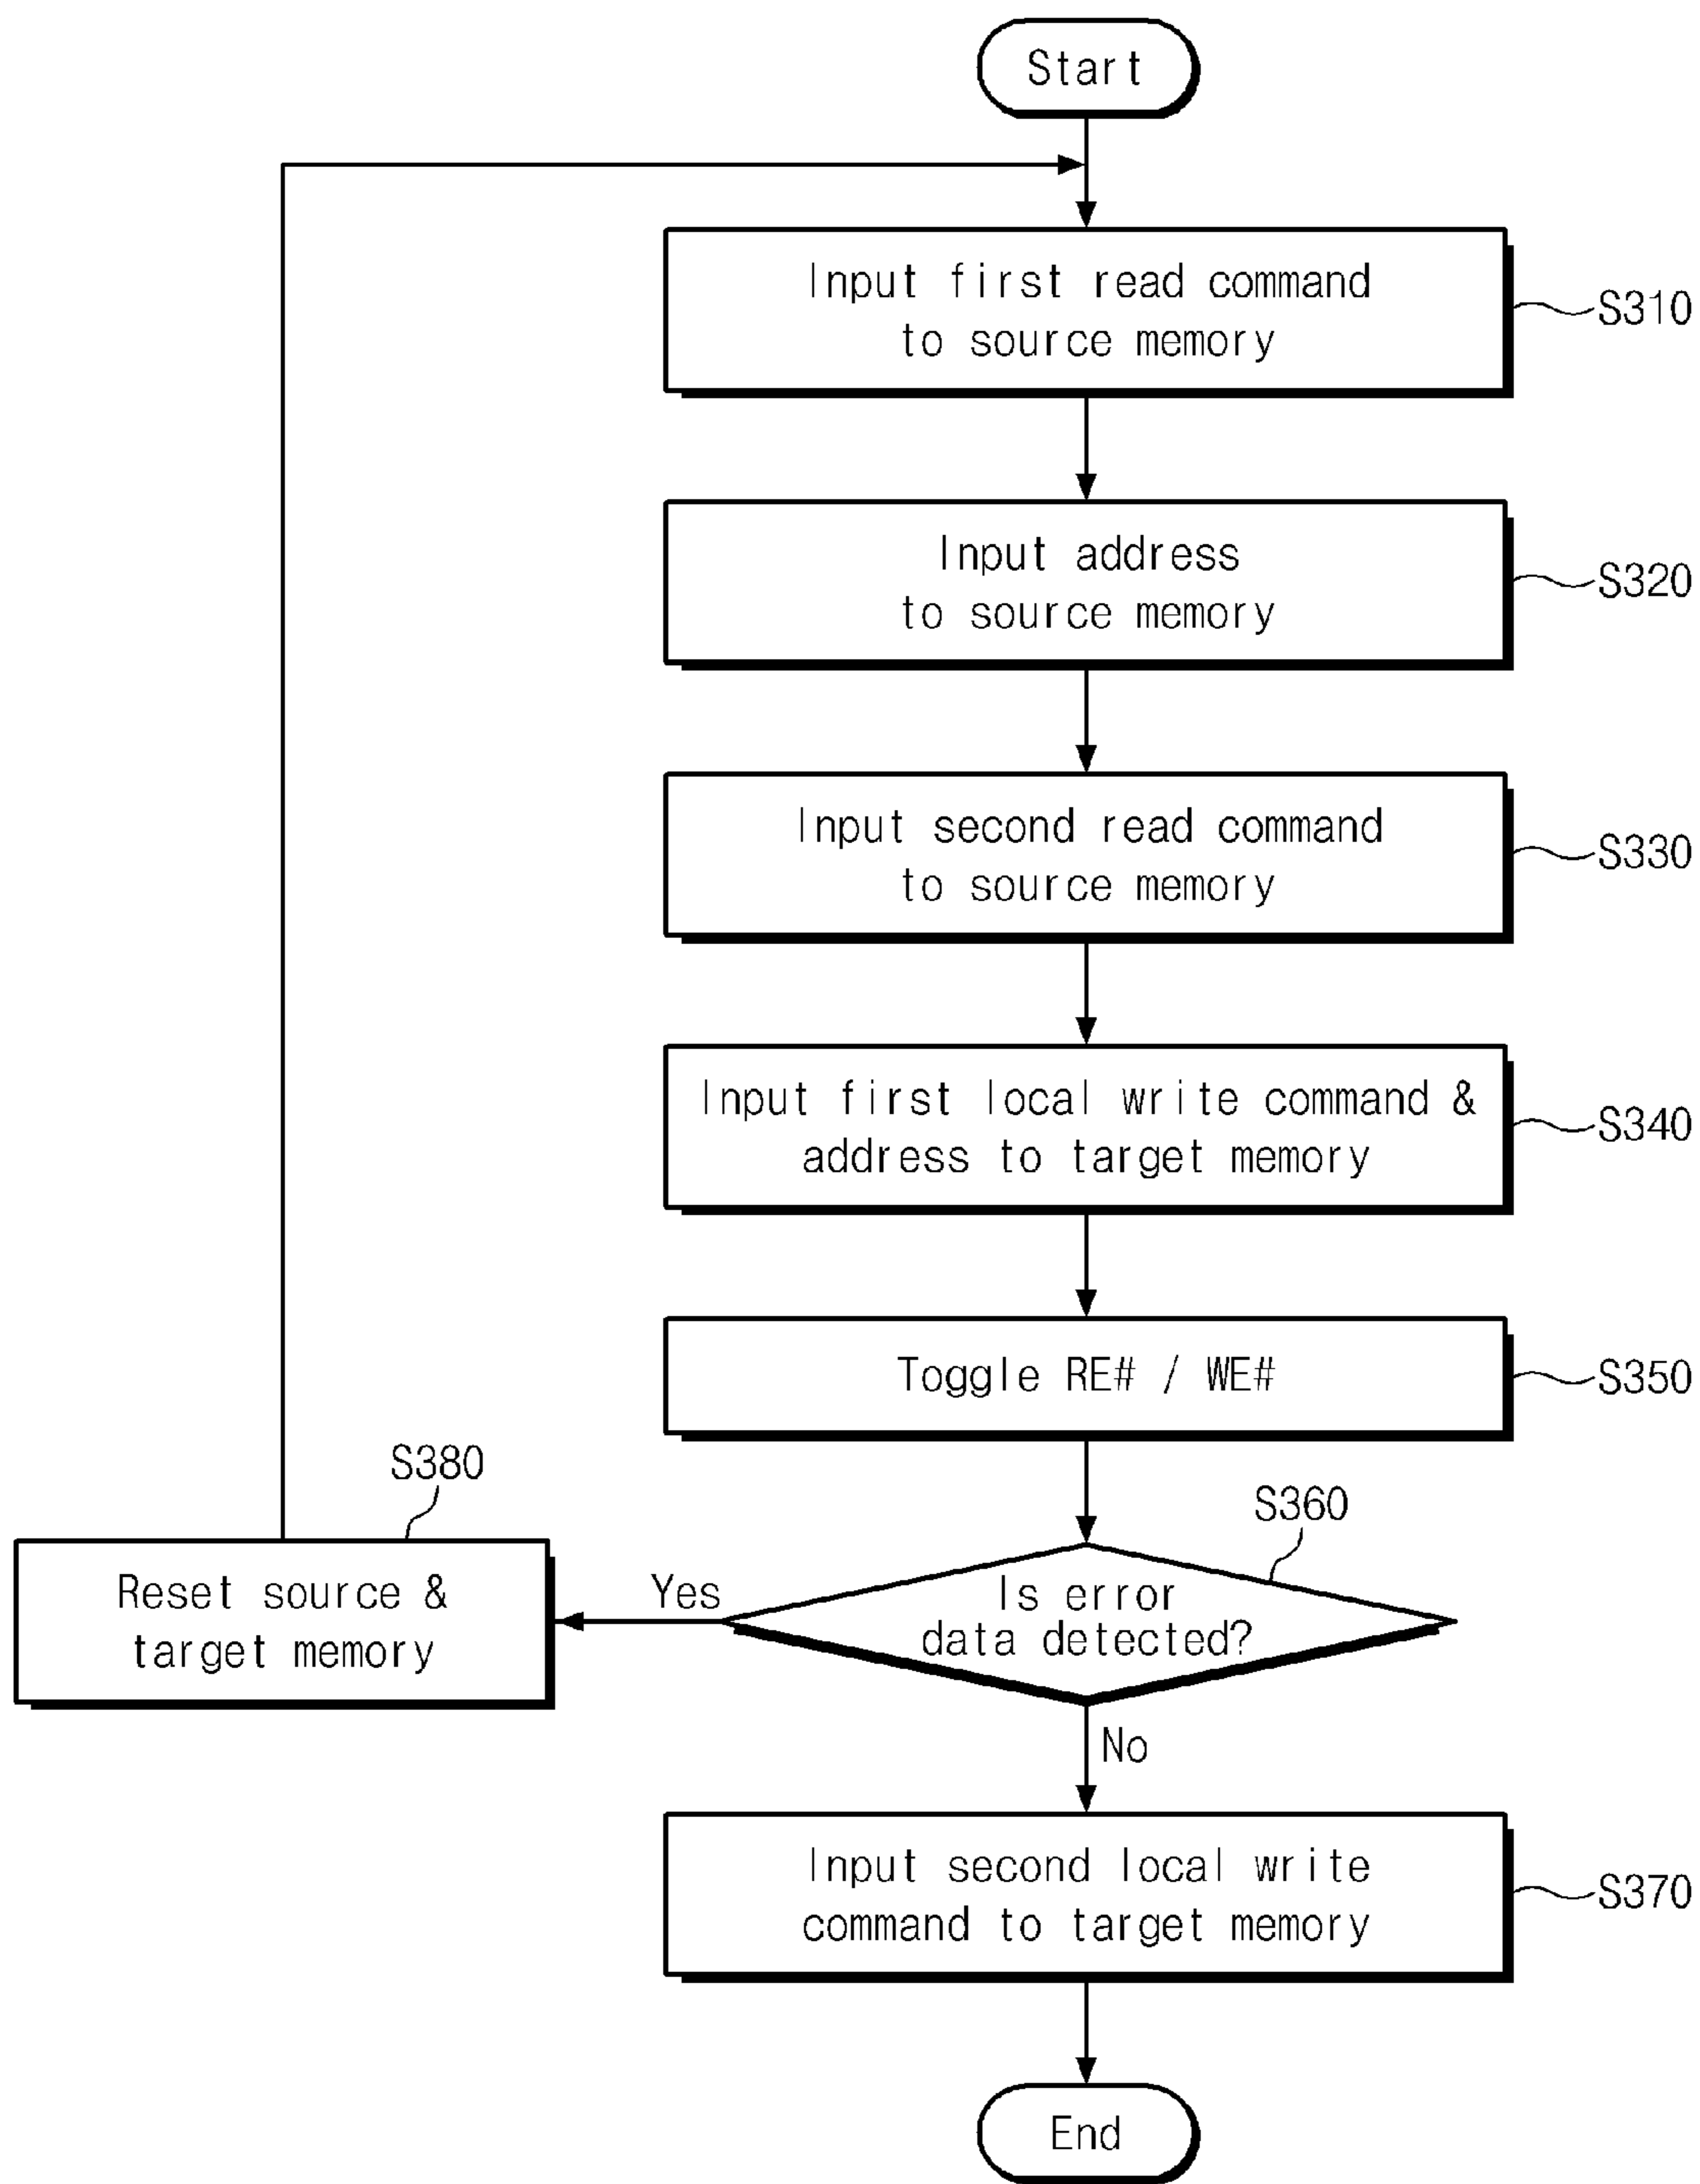 Start
Input first read command
to source memory
S310
Input address
to source memory
S320
Input second read command
to source memory
S330
Input first local write command &
address to target memory
S340
Toggle RE# / WE#
S350
S380
S360
Reset source &
target memory
Yes
Is error
data detected?
No
Input second local write
command to target memory
S370
End